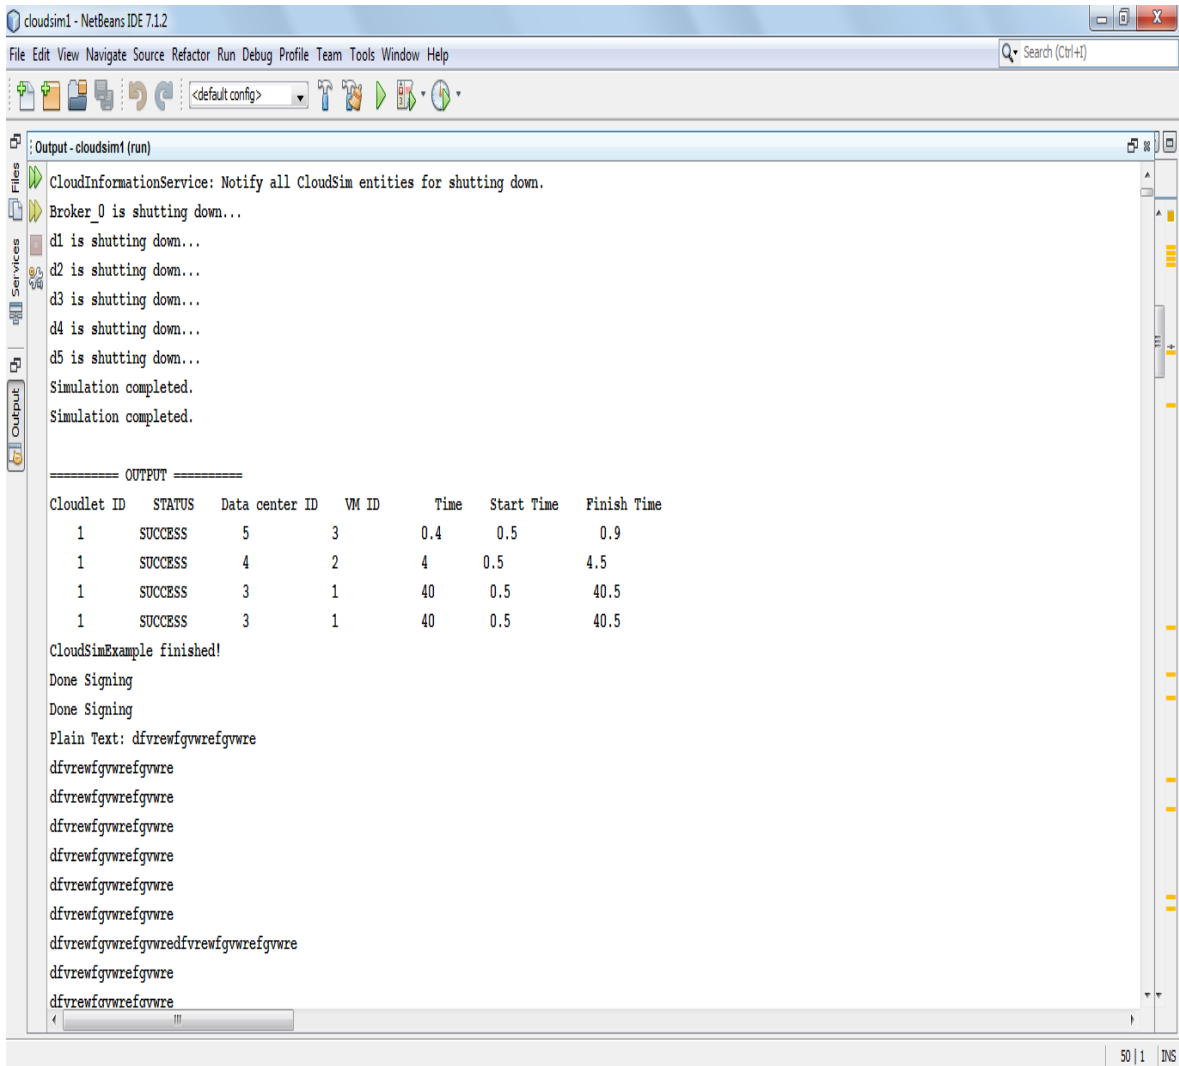 cloudsim1 - NetBeans IDE 7.1.2
File Edit View Navigate Source Refactor Run Debug Profile Team Tools Window Help
Search (Ctrl+I)
<default config>
Output - cloudsim1 (run)
Files
Services
Output
CloudInformationService: Notify all CloudSim entities for shutting down.
Broker_0 is shutting down...
d1 is shutting down...
d2 is shutting down...
d3 is shutting down...
d4 is shutting down...
d5 is shutting down...
Simulation completed.
Simulation completed.
========== OUTPUT ==========
Cloudlet ID STATUS Data center ID VM ID Time Start Time Finish Time
1 SUCCESS 5 3 0.4 0.5 0.9
1 SUCCESS 4 2 4 0.5 4.5
1 SUCCESS 3 1 40 0.5 40.5
1 SUCCESS 3 1 40 0.5 40.5
CloudSimExample finished!
Done Signing
Done Signing
Plain Text: dfvrewfgvwrefgvwre
dfvrewfgvwrefgvwre
dfvrewfgvwrefgvwre
dfvrewfgvwrefgvwre
dfvrewfgvwrefgvwre
dfvrewfgvwrefgvwre
dfvrewfgvwrefgvwre
dfvrewfgvwrefgvwredfvrewfgvwrefgvwre
dfvrewfgvwrefgvwre
dfvrewfgvwrefgvwre
50 | 1 INS